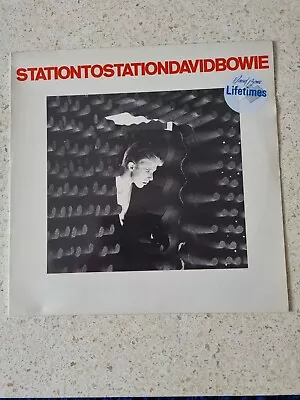 STATIONTOSTATIONDAVIDBOWIE
David Bowie
Lifetimes